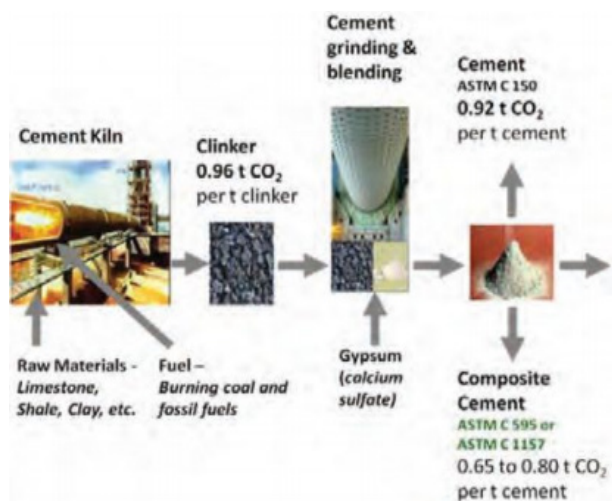 Cement Kiln
Raw Materials -
Limestone,
Shale, Clay, etc.
Fuel –
Burning coal and
fossil fuels
Clinker
0.96 t CO₂
per t clinker
Cement
grinding &
blending
Gypsum
(calcium
sulfate)
Cement
ASTM C 150
0.92 t CO₂
per t cement
Composite
Cement
ASTM C 595 or
ASTM C 1157
0.65 to 0.80 t CO₂
per t cement